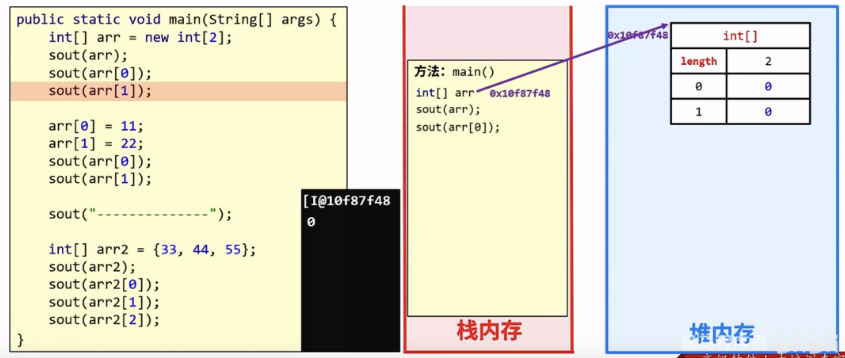 public static void main(String[] args) {
int[] arr = new int[2];
sout(arr);
sout(arr[0]);
sout(arr[1]);
arr[0] = 11;
arr[1] = 22;
sout(arr[0]);
sout(arr[1]);
sout("--------------");
int[] arr2 = {33, 44, 55};
sout(arr2);
sout(arr2[0]);
sout(arr2[1]);
sout(arr2[2]);
}
[I@10f87f48
0
方法: main()
int[] arr 0x10f87f48
sout(arr);
sout(arr[0]);
栈内存
0x10f87f48
int[]
length 2
0 0
1 0
堆内存